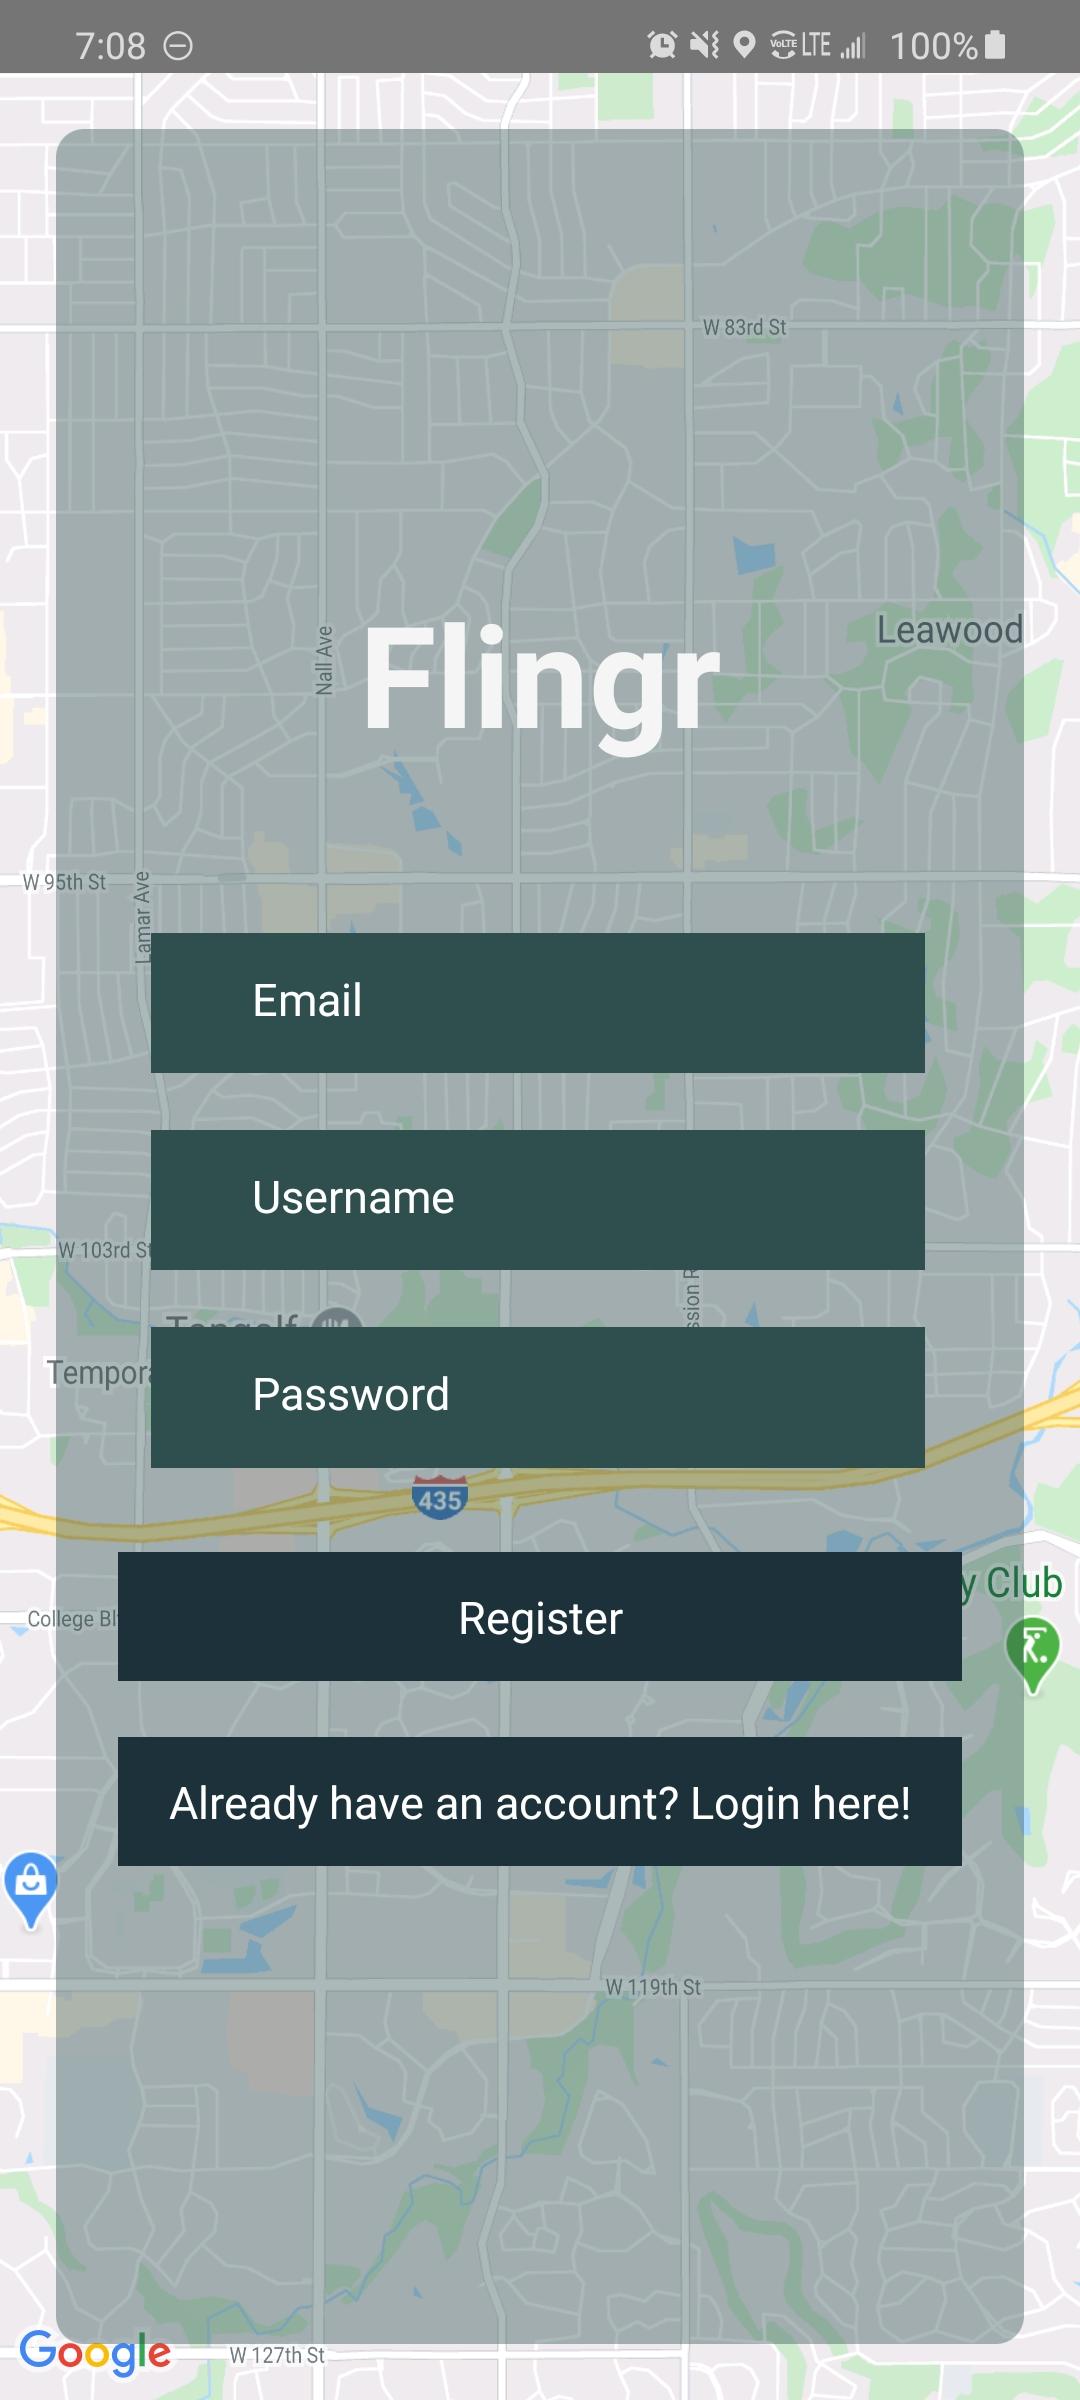 7:08
VoLTE LTE 100%
W 83rd St
Leawood
Nall Ave
Flingr
W 95th St
Lamar Ave
Email
Username
W 103rd St
ssion R
Tempora
Password
435
y Club
Register
College Bl
Already have an account? Login here!
W 119th St
Google
W 127th St